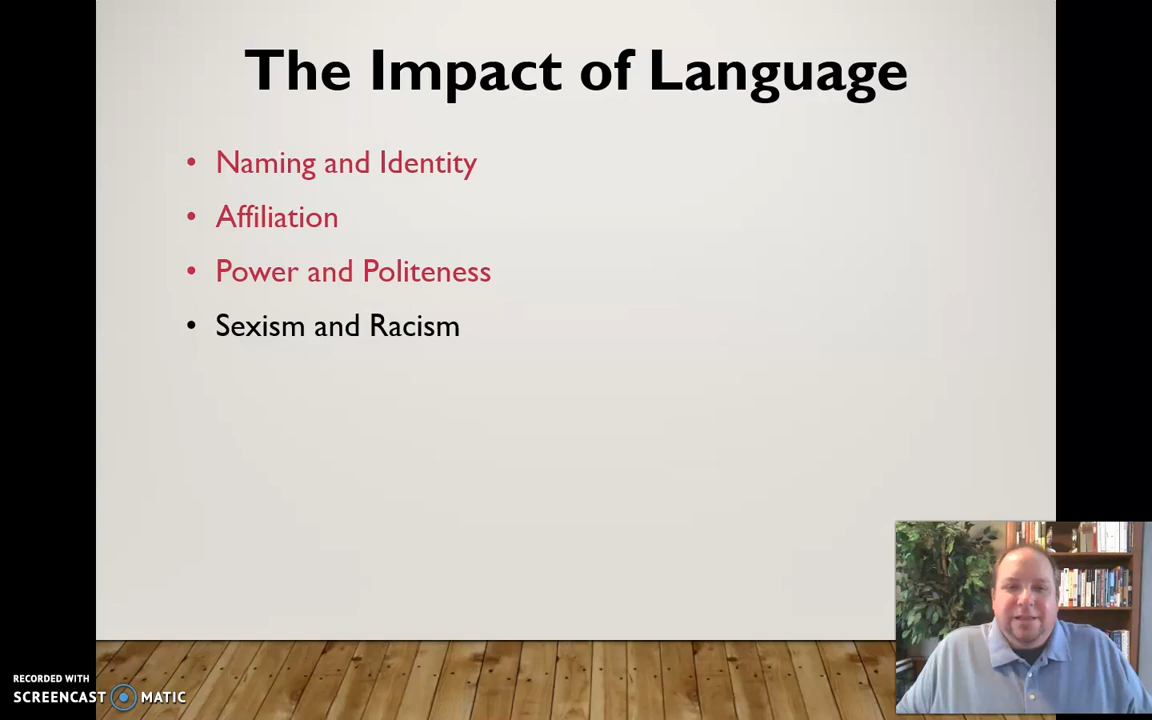 The Impact of Language
• Naming and Identity
• Affiliation
• Power and Politeness
• Sexism and Racism
RECORDED WITH
SCREENCAST MATIC